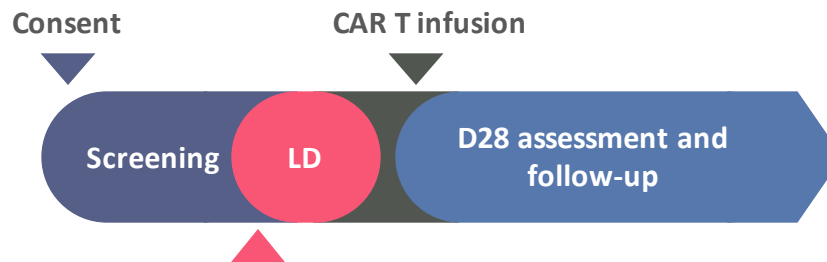 Consent
CAR T infusion
Screening
LD
D28 assessment and
follow-up